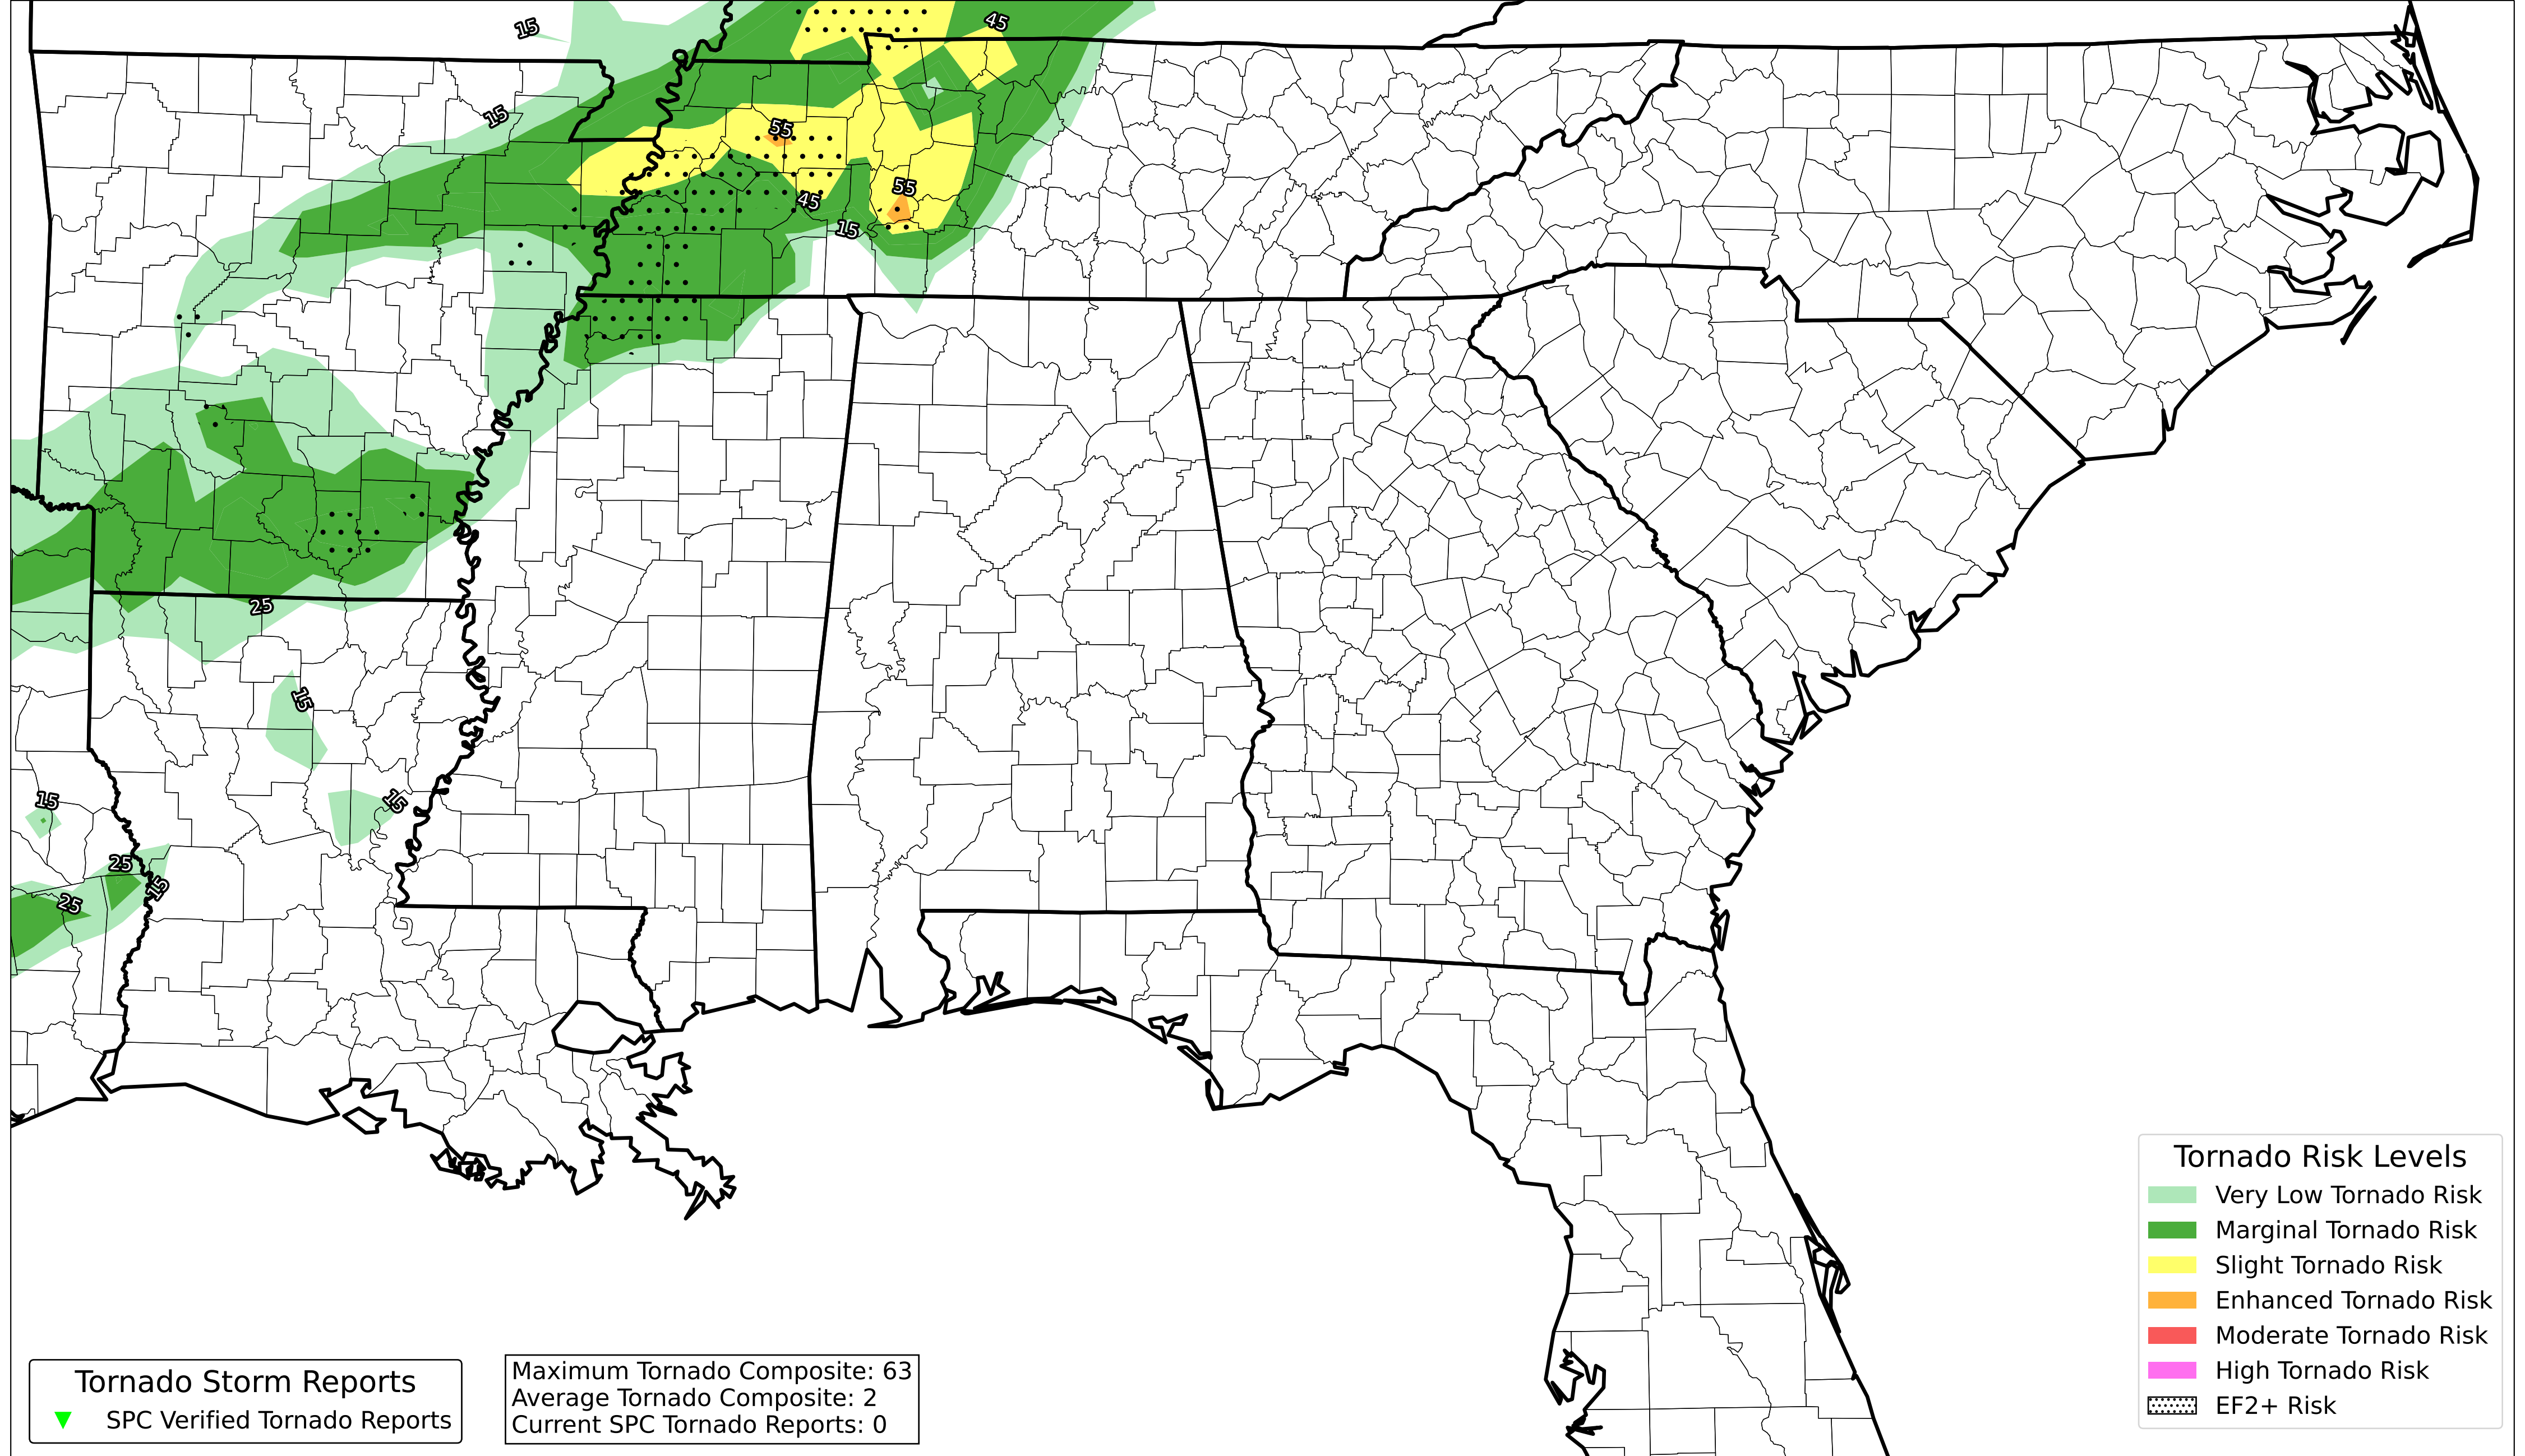 15
45
15
55
55
45
15
25
15
15
15
25
15
25
Tornado Risk Levels
Very Low Tornado Risk
Marginal Tornado Risk
Slight Tornado Risk
Enhanced Tornado Risk
Moderate Tornado Risk
High Tornado Risk
EF2+ Risk
Tornado Storm Reports
SPC Verified Tornado Reports
Maximum Tornado Composite: 63
Average Tornado Composite: 2
Current SPC Tornado Reports: 0